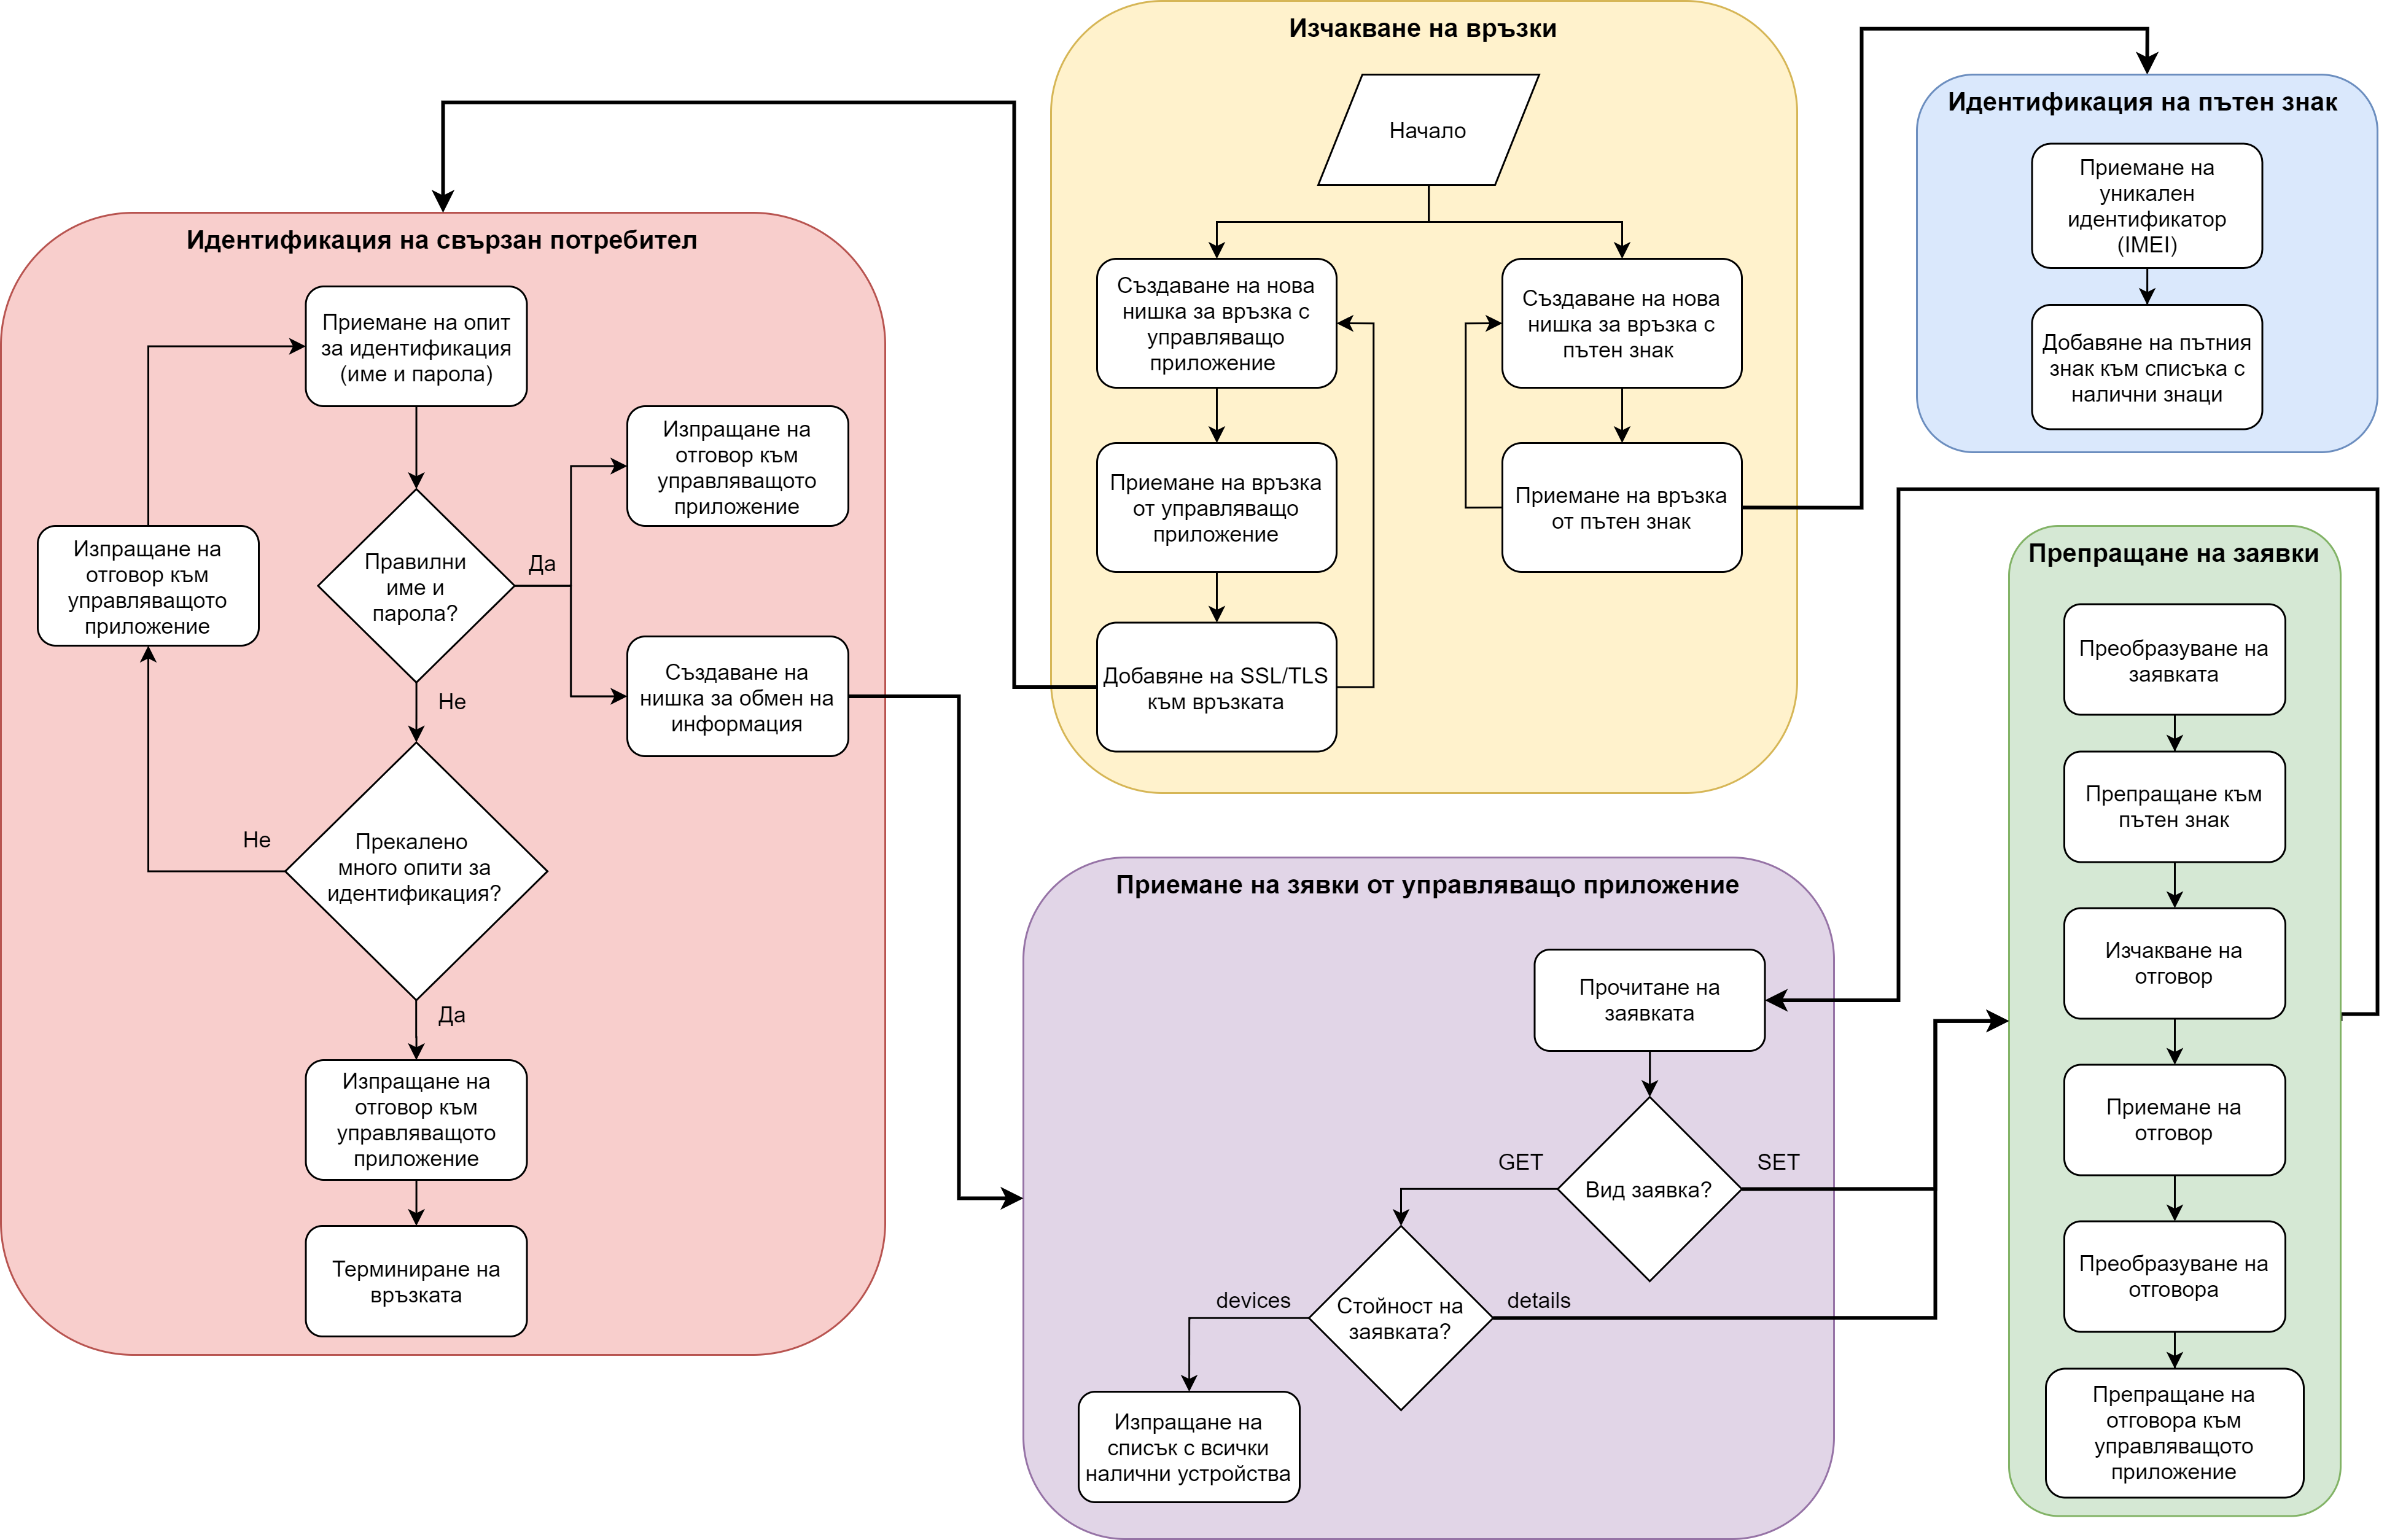 Изчакване на връзки
Начало
Създаване на нова
нишка за връзка с
управляващо
приложение
Приемане на връзка
от управляващо
приложение
Добавяне на SSL/TLS
към връзката
Създаване на нова
нишка за връзка с
пътен знак
Приемане на връзка
от пътен знак
Идентификация на пътен знак
Приемане на
уникален
идентификатор
(IMEI)
Добавяне на пътния
знак към списъка с
налични знаци
Идентификация на свързан потребител
Приемане на опит
за идентификация
(име и парола)
Правилни
име и
парола?
Да
Изпращане на
отговор към
управляващото
приложение
Създаване на
нишка за обмен на
информация
Не
Прекалено
много опити за
идентификация?
Не
Изпращане на
отговор към
управляващото
приложение
Да
Изпращане на
отговор към
управляващото
приложение
Терминиране на
връзката
Приемане на зявки от управляващо приложение
Прочитане на
заявката
Вид заявка?
GET
SET
Стойност на
заявката?
devices
details
Изпращане на
списък с всички
налични устройства
Препращане на заявки
Преобразуване на
заявката
Препращане към
пътен знак
Изчакване на
отговор
Приемане на
отговор
Преобразуване на
отговора
Препращане на
отговора към
управляващото
приложение